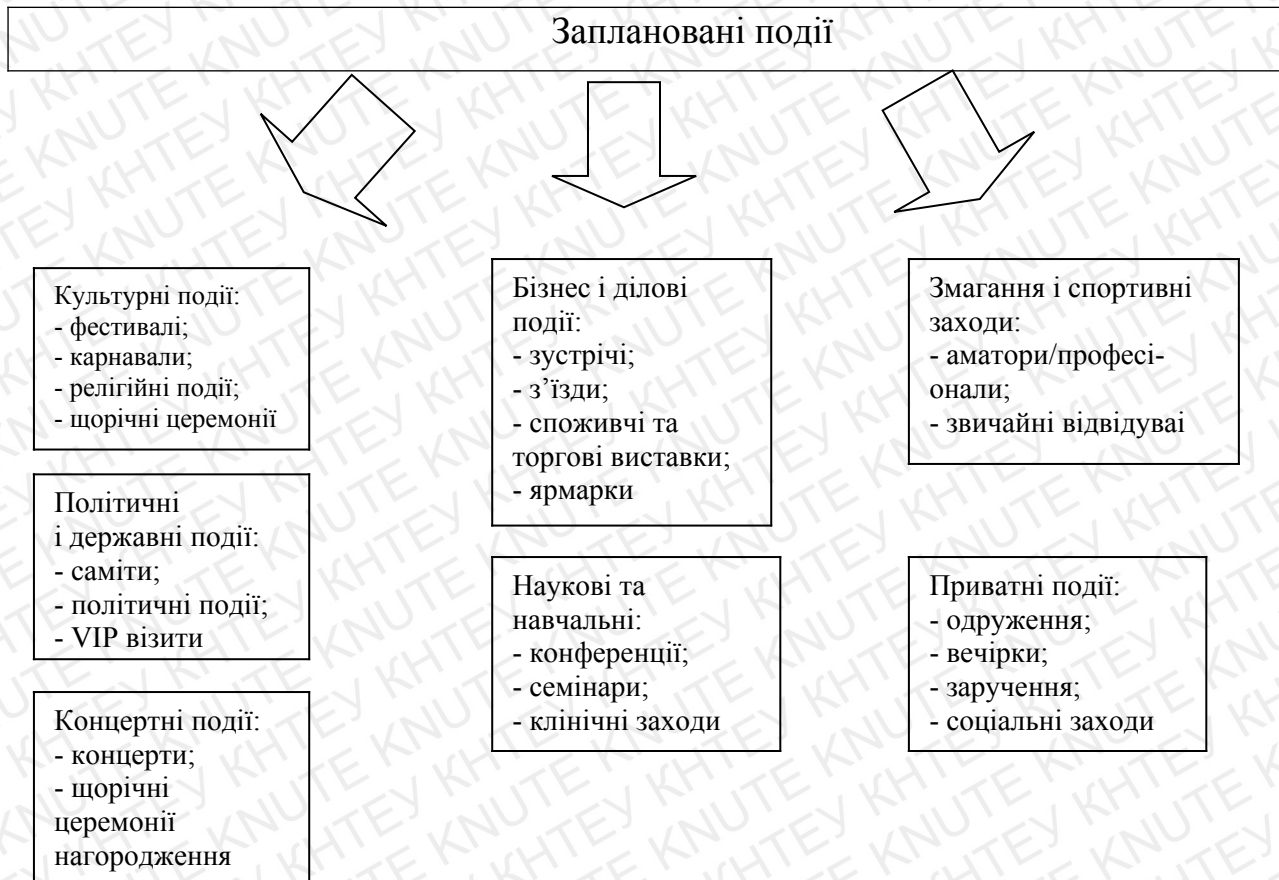 Заплановані події
Культурні події:
- фестивалі;
- карнавали;
- релігійні події;
- щорічні церемонії
Політичні
і державні події:
- саміти;
- політичні події;
- VIP візити
Концертні події:
- концерти;
- щорічні
церемонії
нагородження
Бізнес і ділові
події:
- зустрічі;
- з’їзди;
- споживчі та
торгові виставки;
- ярмарки
Наукові та
навчальні:
- конференції;
- семінари;
- клінічні заходи
Змагання і спортивні
заходи:
- аматори/професі-
онали;
- звичайні відвідуваі
Приватні події:
- одруження;
- вечірки;
- заручення;
- соціальні заходи